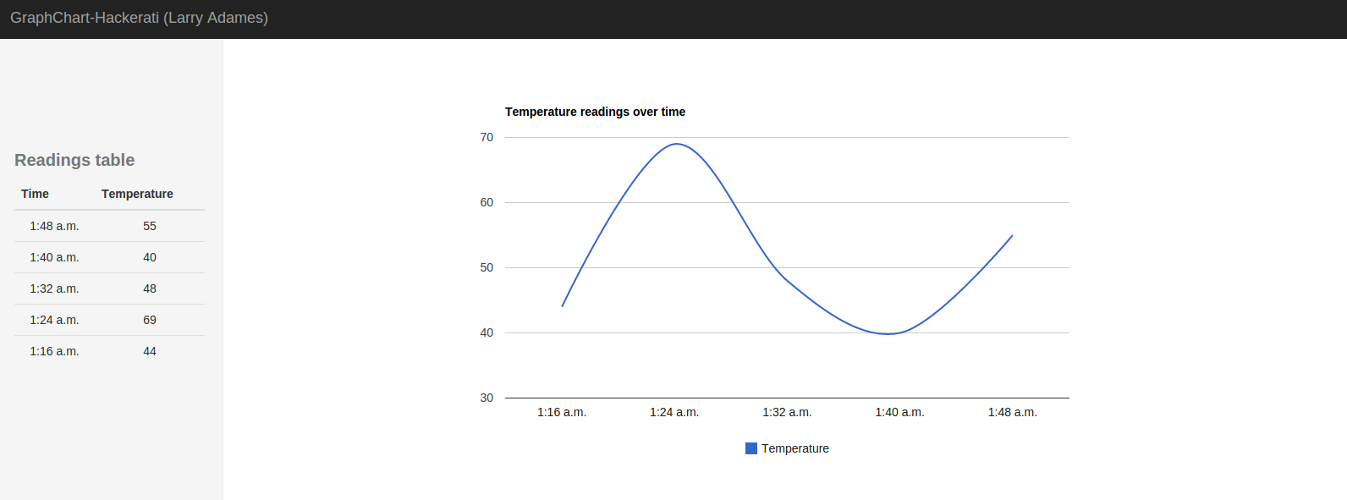 GraphChart-Hackerati (Larry Adames)
Readings table
Time Temperature
1:48 a.m. 55
1:40 a.m. 40
1:32 a.m. 48
1:24 a.m. 69
1:16 a.m. 44
Temperature readings over time
70
60
50
40
30
1:16 a.m. 1:24 a.m. 1:32 a.m. 1:40 a.m. 1:48 a.m.
Temperature